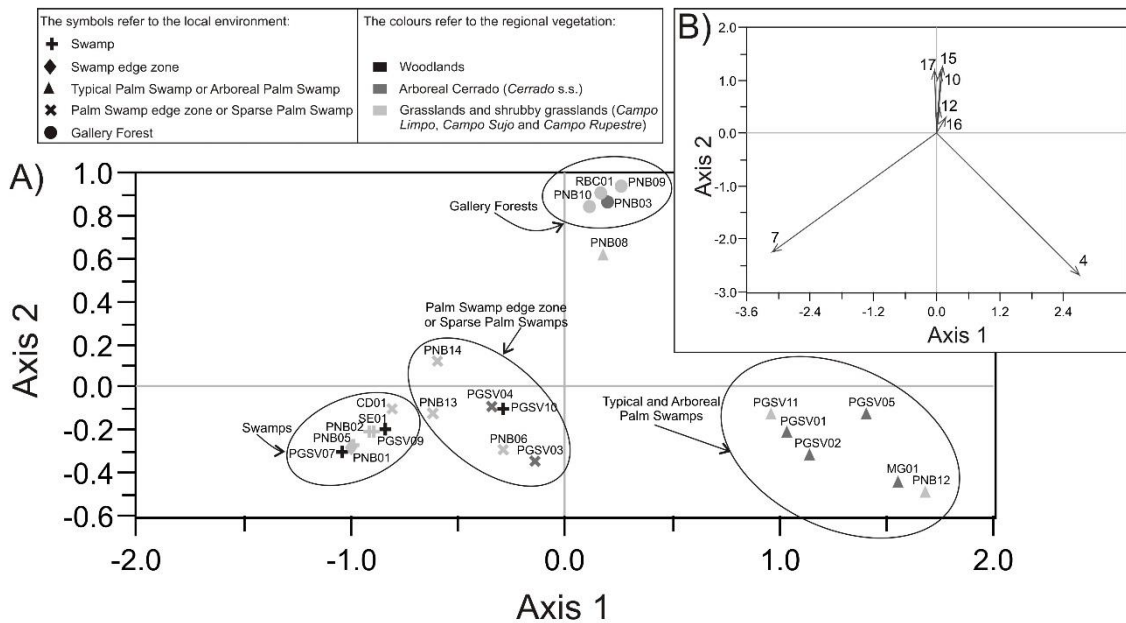 The symbols refer to the local environment:
Swamp
Swamp edge zone
Typical Palm Swamp or Arboreal Palm Swamp
Palm Swamp edge zone or Sparse Palm Swamp
Gallery Forest
The colours refer to the regional vegetation:
Woodlands
Arboreal Cerrado (Cerrado s.s.)
Grasslands and shrubby grasslands (Campo
Limpo, Campo Sujo and Campo Rupestre)
B)
2.0
1.0
0.0
-1.0
-2.0
-3.0
Axis 2
17
15
10
12
16
7
4
-3.6
-2.4
-1.2
0.0
1.2
2.4
Axis 1
A)
1.0
0.8
0.6
0.4
0.2
0.0
-0.2
-0.4
-0.6
Axis 2
RBC01
PNB09
PNB10
PNB03
Gallery Forests
PNB08
Palm Swamp edge zone
or Sparse Palm Swamps
PNB14
PGSV04
PNB13
PGSV10
PNB06
PGSV03
CD01
SE01
PNB02
PNB05
PGSV09
PGSV07
PNB01
Swamps
Typical and Arboreal
Palm Swamps
PGSV11
PGSV05
PGSV01
PGSV02
MG01
PNB12
-2.0
-1.0
0.0
1.0
2.0
Axis 1